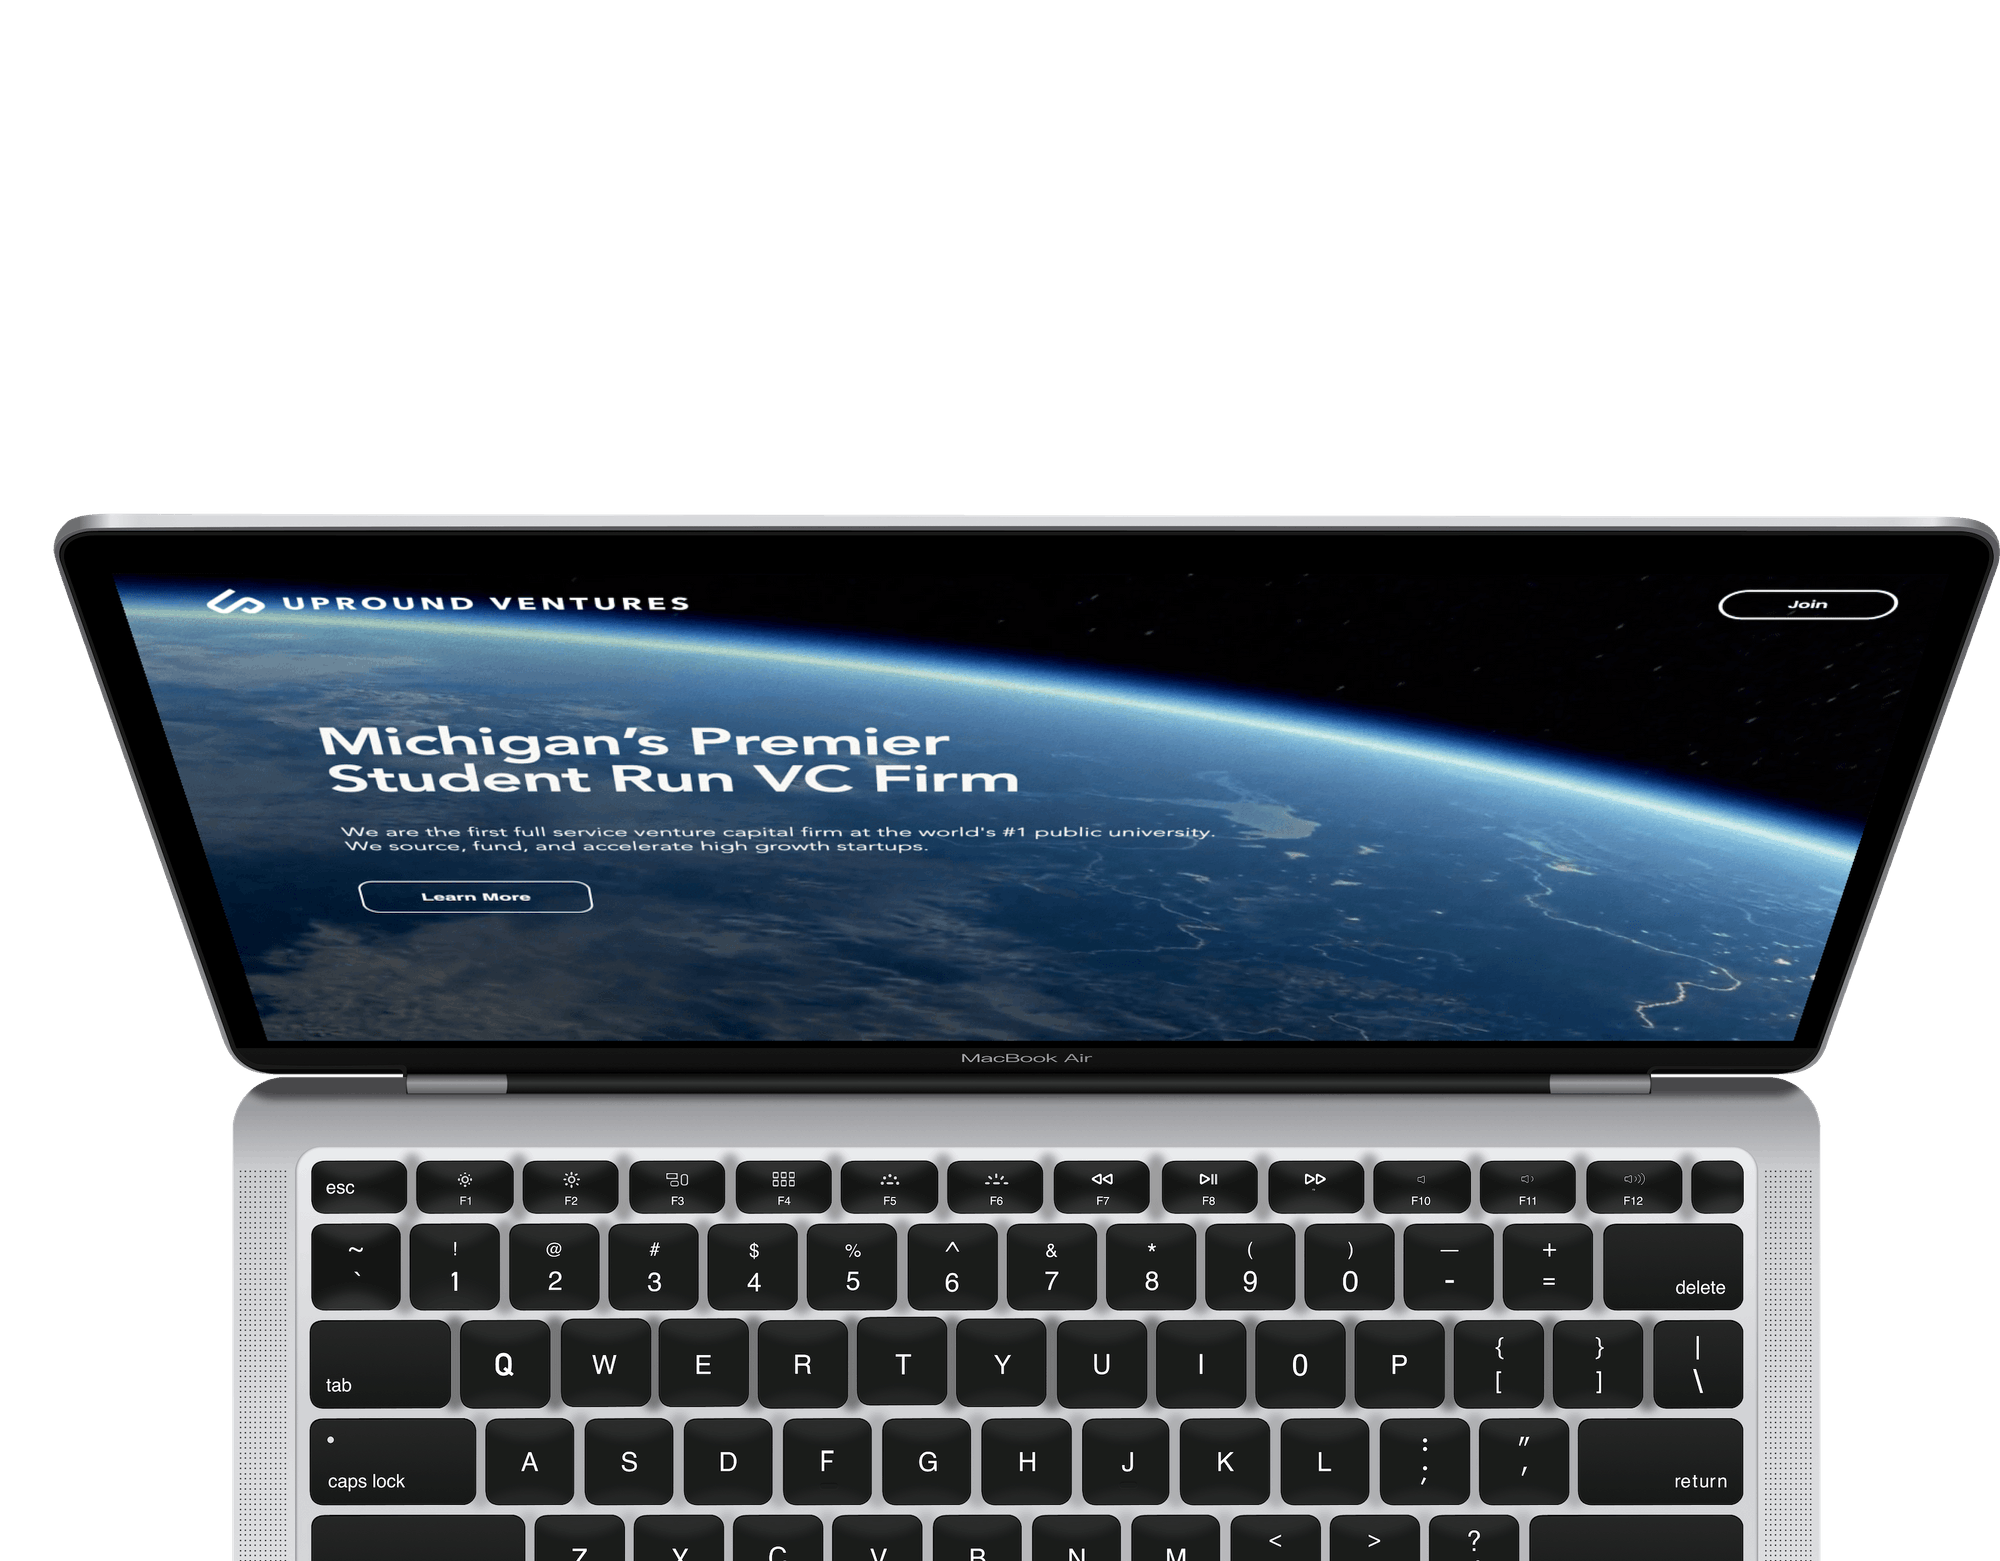 UPROUND VENTURES
Join
Michigan's Premier
Student Run VC Firm
We are the first full service venture capital firm at the world's #1 public university.
We source, fund, and accelerate high growth startups.
Learn More
MacBook Air
esc F1 F2 F3 F4 F5 F6 F7 F8 F10 F11 F12
~ ! @ # $ % ^ & * ( ) — +
` 1 2 3 4 5 6 7 8 9 0 - = delete
{ } |
tab Q W E R T Y U I 0 P [ ] \
: "
caps lock A S D F G H J K L ; ' return
< > ?
Z X C V B N M